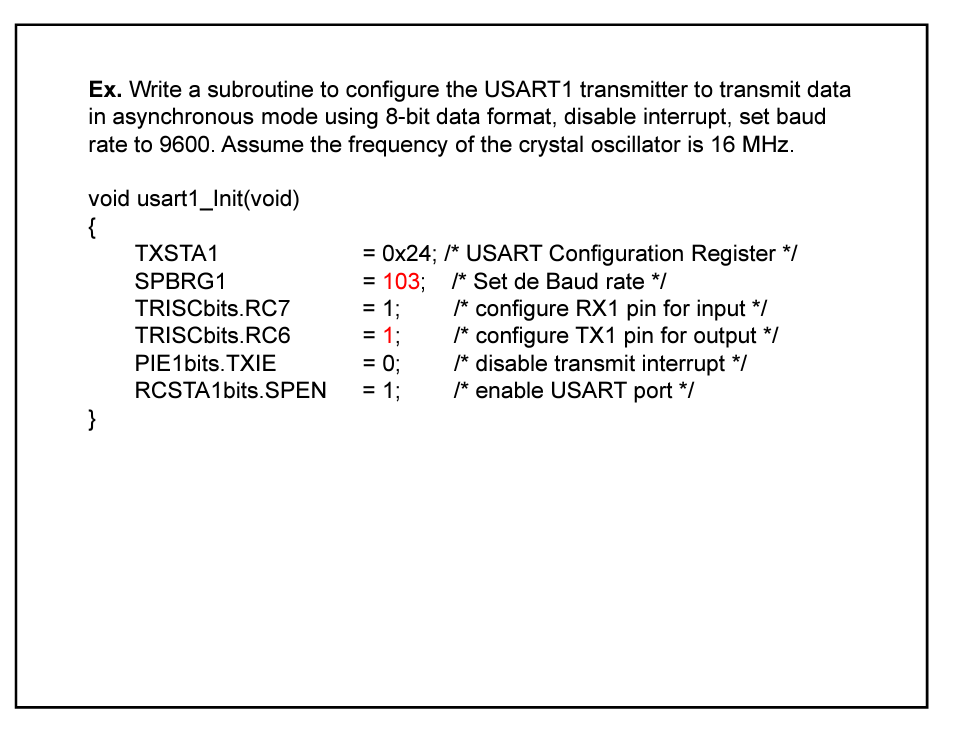 Ex. Write a subroutine to configure the USART1 transmitter to transmit data
in asynchronous mode using 8-bit data format, disable interrupt, set baud
rate to 9600. Assume the frequency of the crystal oscillator is 16 MHz.
void usart1_Init(void)
{
TXSTA1 = 0x24; /* USART Configuration Register */
SPBRG1 = 103; /* Set de Baud rate */
TRISCbits.RC7 = 1; /* configure RX1 pin for input */
TRISCbits.RC6 = 1; /* configure TX1 pin for output */
PIE1bits.TXIE = 0; /* disable transmit interrupt */
RCSTA1bits.SPEN = 1; /* enable USART port */
}